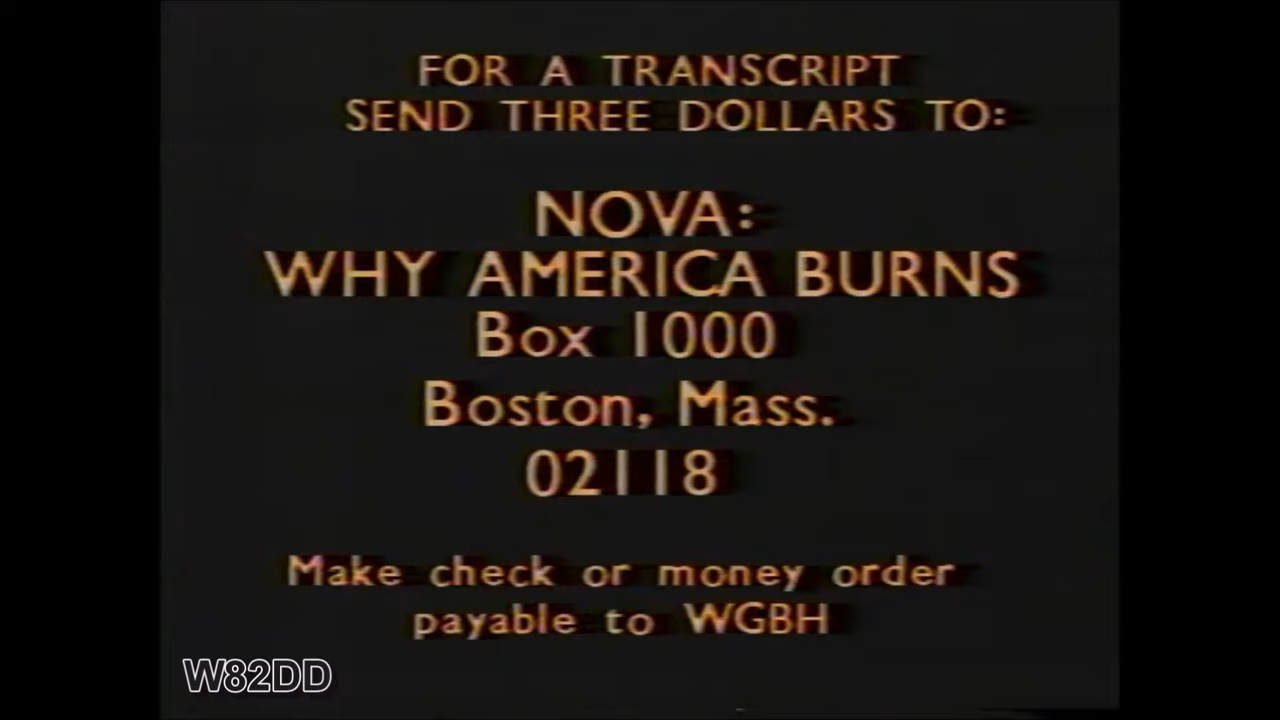 FOR A TRANSCRIPT
SEND THREE DOLLARS TO:
NOVA:
WHY AMERICA BURNS
Box 1000
Boston, Mass.
02118
Make check or money order
payable to WGBH
W82DD